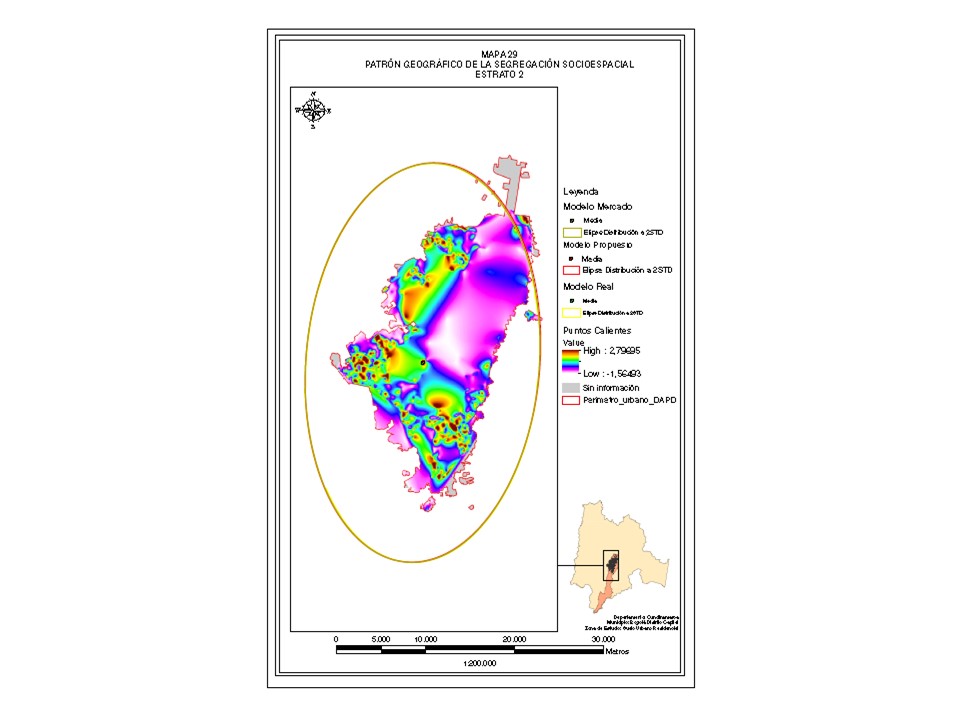 MAPA 29
PATRÓN GEOGRÁFICO DE LA SEGREGACIÓN SOCIOESPACIAL
ESTRATO 2
N
W E
S
Leyenda
Modelo Mercado
Media
Elipse Distribución a 2STD
Modelo Propuesto
Media
Elipse Distribución a 2STD
Modelo Real
Media
Elipse Distribución a 2STD
Puntos Calientes
Value
High : 2,79695
Low : -1,56493
Sin información
Perimetro_urbano_DAPD
Departamento Cundinamarca
Municipio Bogotá Distrito Capital
Zona de Estudio: Suelo Urbano Residencial
0 5.000 10.000 20.000 30.000
Metros
1:200.000